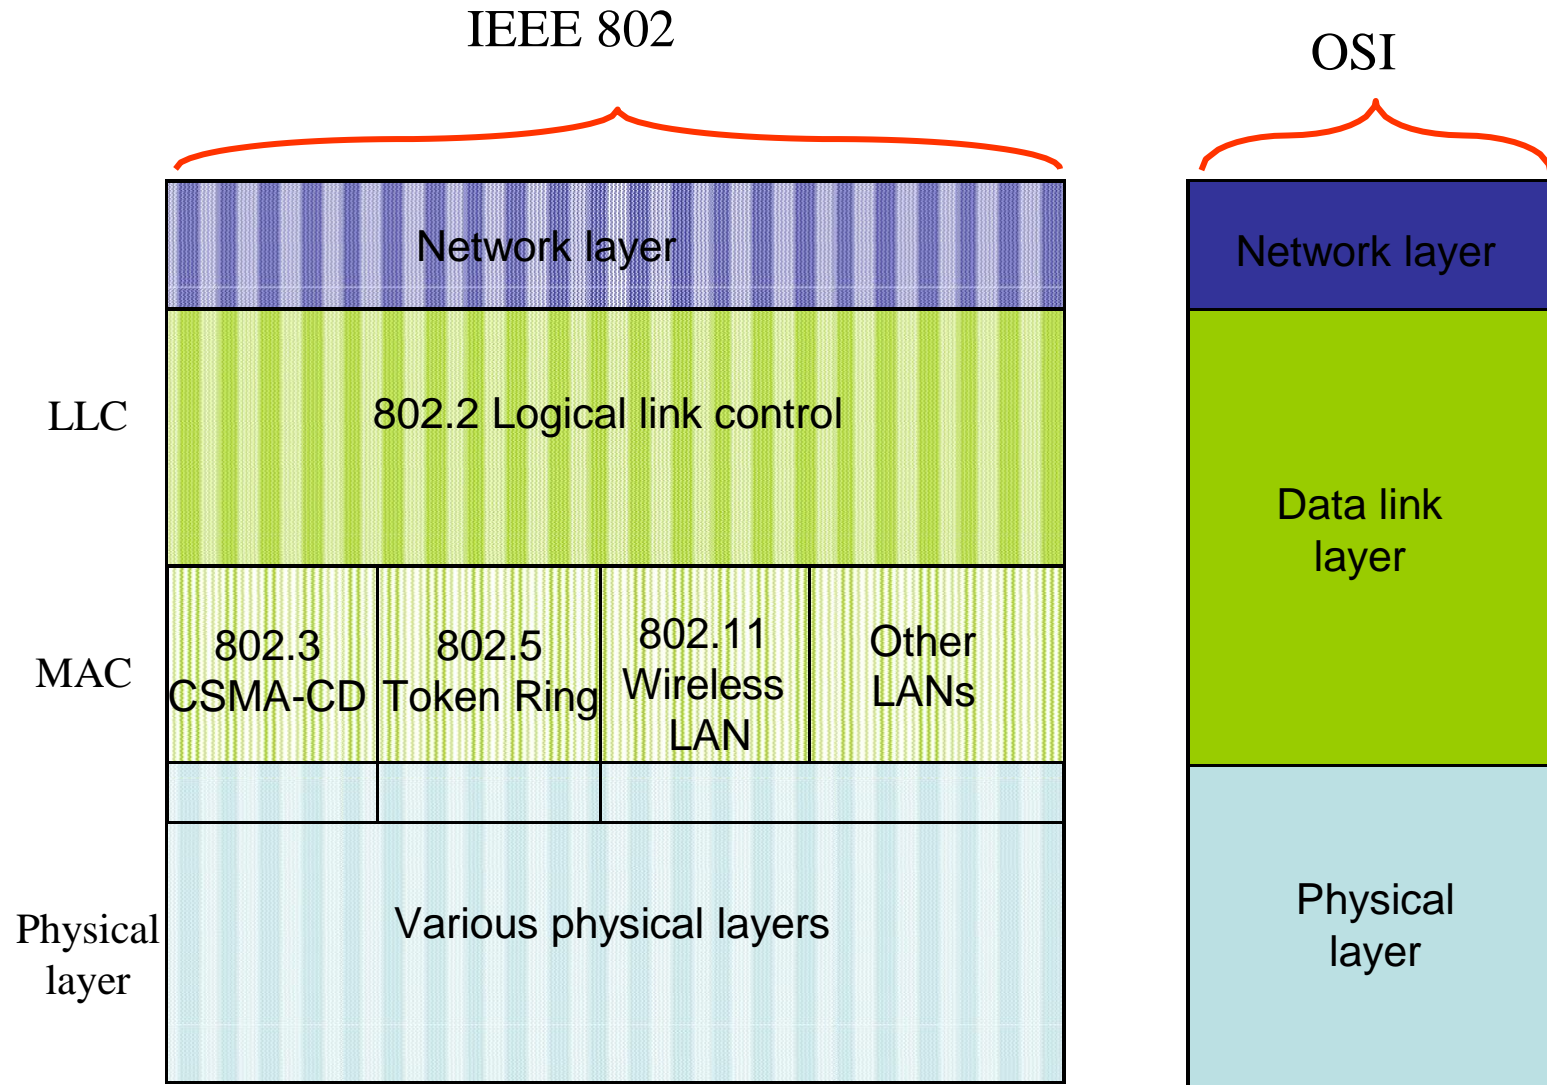 IEEE 802
OSI
Network layer
Network layer
LLC
802.2 Logical link control
Data link
layer
MAC
802.3
CSMA-CD
802.5
Token Ring
802.11
Wireless
LAN
Other
LANs
Physical
layer
Various physical layers
Physical
layer